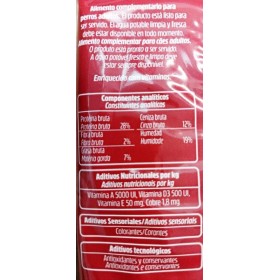 Alimento complementario para
perros adultos. El producto está listo para
ser servido. El agua potable limpia y fresca
debe estar disponible en todo momento.
Alimento complementar para cães adultos.
O produto está pronto a ser servido.
A água potável fresca e limpa deve
estar sempre disponível.
Enriquecido con vitaminas.
Componentes analíticos
Constituintes analíticos
Proteína bruta
Proteína bruta 26%
Fibra bruta
Fibra bruta 2%
Grasa bruta
Matéria gorda 7%
Ceniza bruta
Cinza bruta 12%
Humedad
Humidade 19%
Aditivos Nutricionales por kg
Aditivos nutricionais por kg
Vitamina A 5000 UI, Vitamina D3 500 UI,
Vitamina E 50 mg, Cobre 1,8 mg
Aditivos Sensoriales/Aditivos sensoriais
Colorantes/Corantes
Aditivos tecnológicos
Antioxidantes y conservantes
Antioxidantes e conservantes